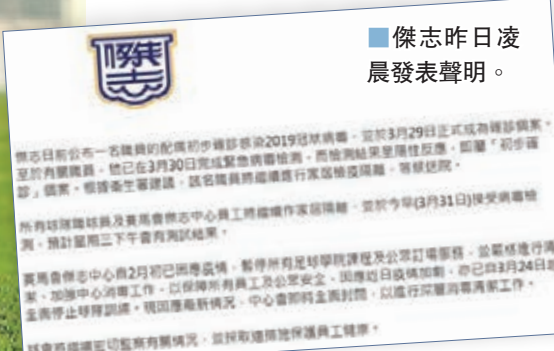 傑志
■傑志昨日凌
晨發表聲明。
傑志日前公布一名職員的配偶初步確診感染2019冠狀病毒，並於3月29日正式成為確診個案。
至於有關職員，他已在3月30日完成緊急病毒檢測，而檢測結果呈陽性反應，即屬「初步確
診」個案。根據衛生署建議，該名職員將繼續進行家居檢疫隔離，等候送院。
所有球隊職球員及賽馬會傑志中心員工將繼續作家居隔離，並於今早(3月31日)接受病毒檢
測，預計星期三下午會有測試結果。
賽馬會傑志中心自2月初已因應疫情，暫停所有足球學院課程及公眾訂場服務，並嚴格進行
案，加強中心消毒工作，以保障所有員工及公眾安全，因應近日疫情加劇，亦已自3月24日
全面停止球隊訓練。現因應最新情況，中心會即時全面封閉，以進行深層消毒清潔工作。
球會將繼續密切監察有關情況，並採取措施保護員工健康。